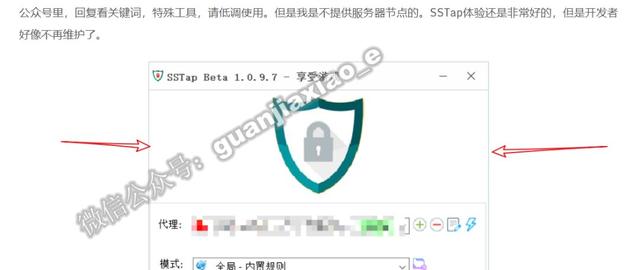 公众号里，回复看关键词，特殊工具，请低调使用。但是我是不提供服务器节点的。SSTap体验还是非常好的，但是开发者
好像不再维护了。
SSTap Beta 1.0.9.7 - 享受游
微信公众号：guanjiaxiao_e
代理：
模式：
全局 - 内置规则